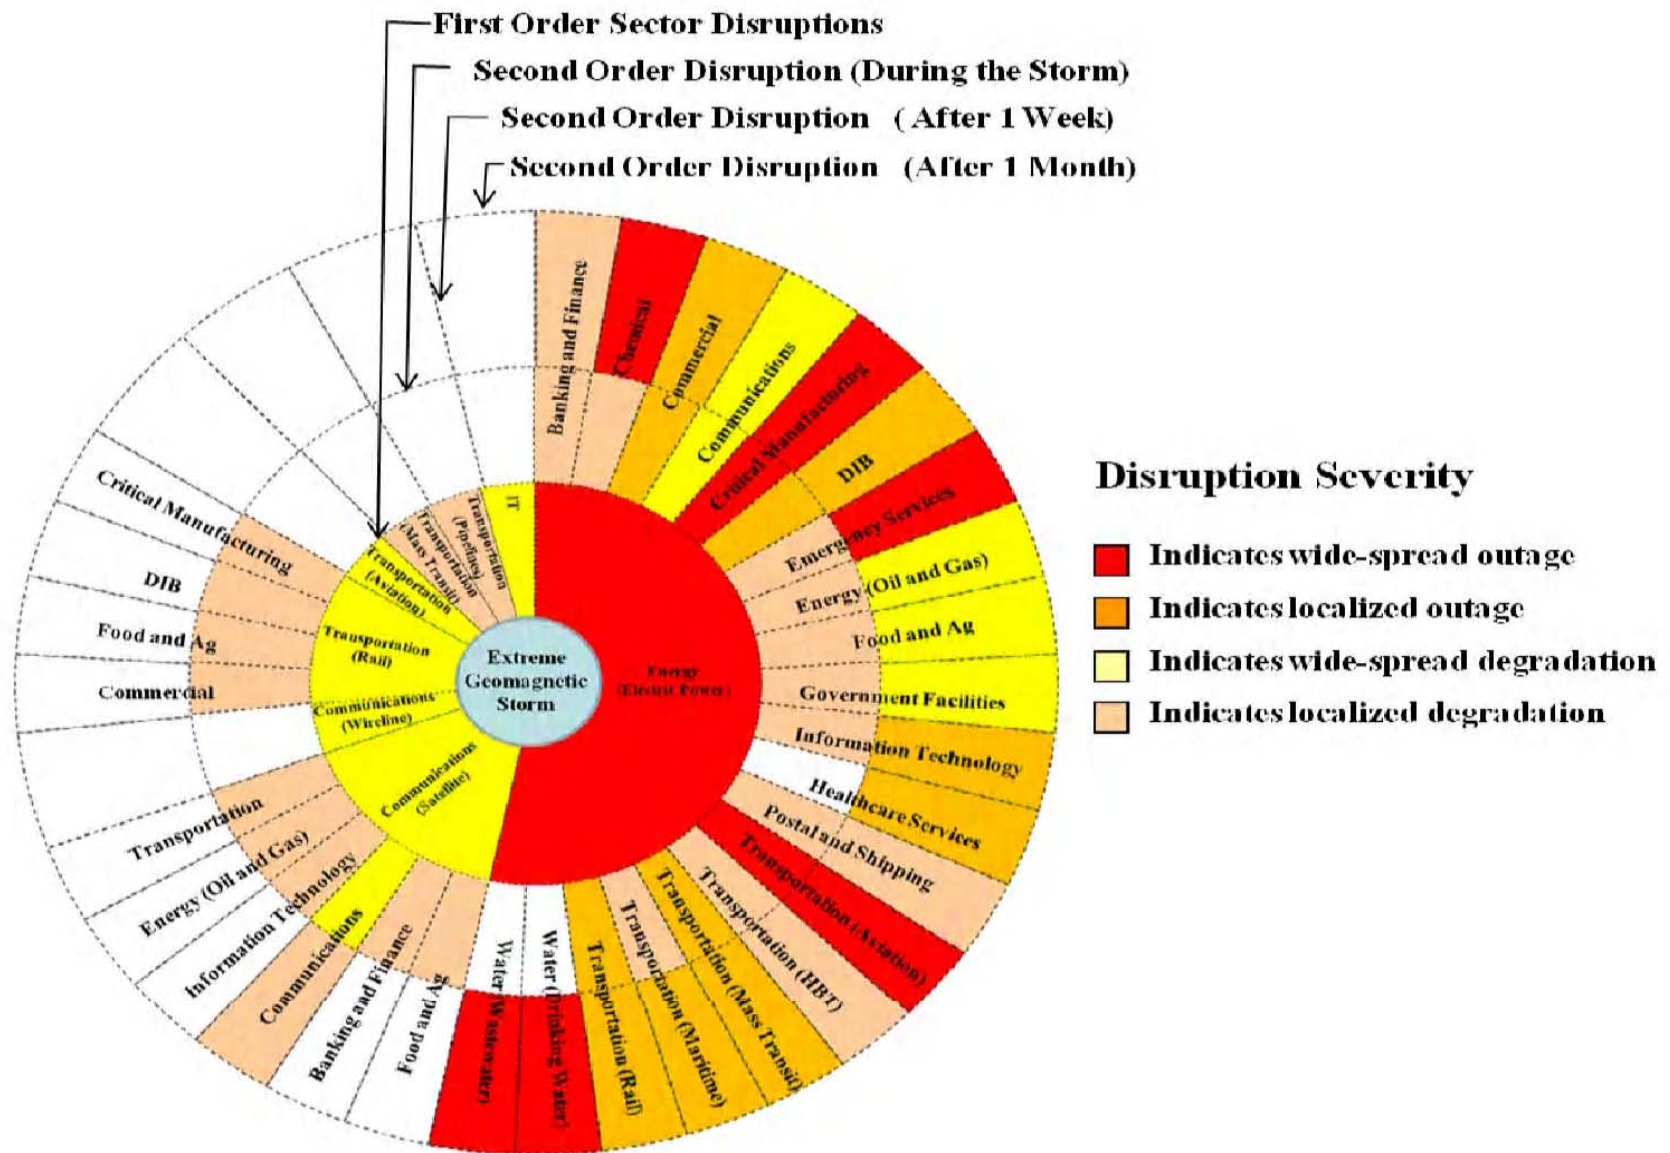 First Order Sector Disruptions
Second Order Disruption (During the Storm)
Second Order Disruption (After 1 Week)
Second Order Disruption (After 1 Month)
Banking and Finance
Chemical
Commercial
Communications
Critical Manufacturing
DIB
Emergency Services
Energy (Oil and Gas)
Food and Ag
Government Facilities
Information Technology
Healthcare Services
Postal and Shipping
Transportation (Aviation)
Transportation (HBT)
Transportation (Mass Transit)
Transportation (Maritime)
Transportation (Rail)
Water (Drinking Water)
Water (Wastewater)
Food and Ag
Banking and Finance
Communications
Information Technology
Energy (Oil and Gas)
Transportation
Commercial
Food and Ag
DIB
Critical Manufacturing
IT
Transportation
(Pipelines)
Transportation
(Mass Transit)
Transportation
(Aviation)
Transportation
(Rail)
Communications
(Wireline)
Communications
(Satellite)
Energy
(Electric Power)
Extreme
Geomagnetic
Storm
Disruption Severity
Indicates wide-spread outage
Indicates localized outage
Indicates wide-spread degradation
Indicates localized degradation